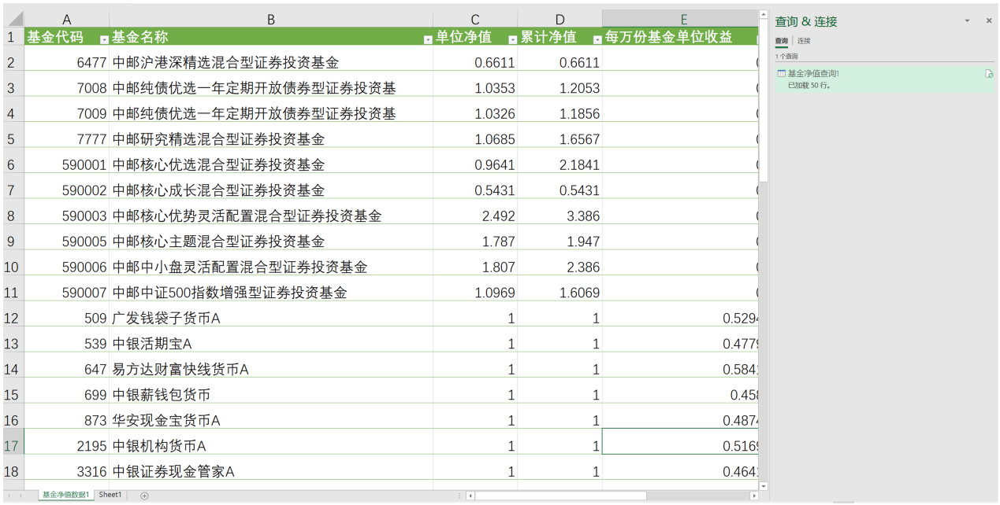 A B C D E
1 基金代码 基金名称 单位净值 累计净值 每万份基金单位收益
2 6477 中邮沪港深精选混合型证券投资基金 0.6611 0.6611
3 7008 中邮纯债优选一年定期开放债券型证券投资基 1.0353 1.2053
4 7009 中邮纯债优选一年定期开放债券型证券投资基 1.0326 1.1856
5 7777 中邮研究精选混合型证券投资基金 1.0685 1.6567
6 590001 中邮核心优选混合型证券投资基金 0.9641 2.1841
7 590002 中邮核心成长混合型证券投资基金 0.5431 0.5431
8 590003 中邮核心优势灵活配置混合型证券投资基金 2.492 3.386
9 590005 中邮核心主题混合型证券投资基金 1.787 1.947
10 590006 中邮中小盘灵活配置混合型证券投资基金 1.807 2.386
11 590007 中邮中证500指数增强型证券投资基金 1.0969 1.6069
12 509 广发钱袋子货币A 1 1 0.529
13 539 中银活期宝A 1 1 0.477
14 647 易方达财富快线货币A 1 1 0.584
15 699 中银薪钱包货币 1 1 0.458
16 873 华安现金宝货币A 1 1 0.487
17 2195 中银机构货币A 1 1 0.516
18 3316 中银证券现金管家A 1 1 0.464
基金净值数据1 Sheet1
查询 & 连接
查询 连接
1 个查询
基金净值查询1
已加载 50 行。